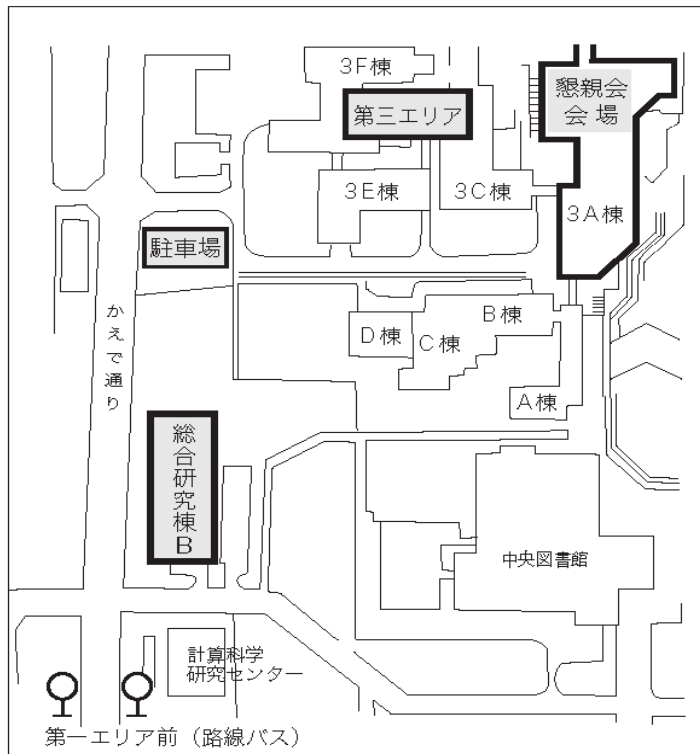 3F棟
懇親会
会場
第三エリア
3E棟
3C棟
3A棟
駐車場
かえで通り
B棟
D棟
C棟
A棟
総合研究棟B
中央図書館
計算科学
研究センター
第一エリア前（路線バス）